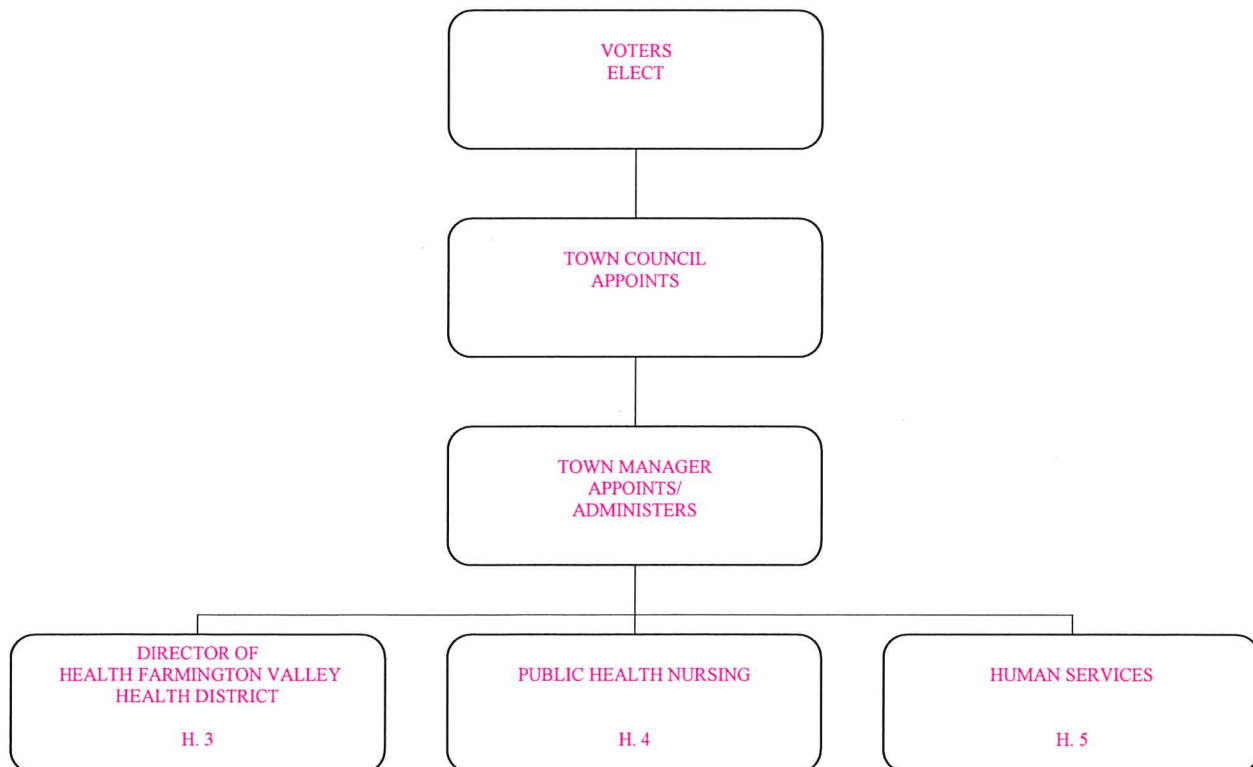 VOTERS
ELECT
TOWN COUNCIL
APPOINTS
TOWN MANAGER
APPOINTS/
ADMINISTERS
DIRECTOR OF
HEALTH FARMINGTON VALLEY
HEALTH DISTRICT
H. 3
PUBLIC HEALTH NURSING
H. 4
HUMAN SERVICES
H. 5